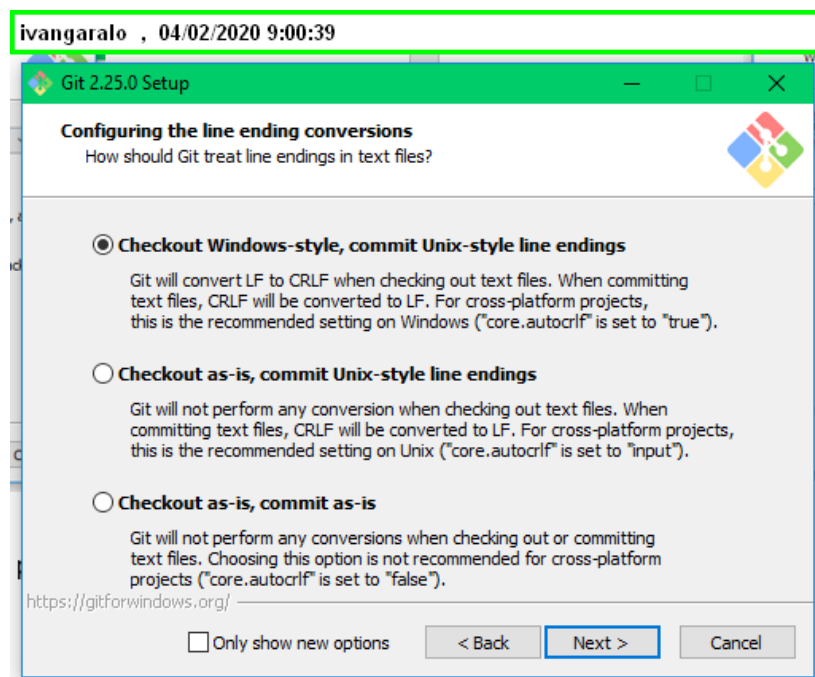 ivangaralo , 04/02/2020 9:00:39
Git 2.25.0 Setup
Configuring the line ending conversions
How should Git treat line endings in text files?
Checkout Windows-style, commit Unix-style line endings
Git will convert LF to CRLF when checking out text files. When committing
text files, CRLF will be converted to LF. For cross-platform projects,
this is the recommended setting on Windows ("core.autocrlf" is set to "true").
Checkout as-is, commit Unix-style line endings
Git will not perform any conversion when checking out text files. When
committing text files, CRLF will be converted to LF. For cross-platform projects,
this is the recommended setting on Unix ("core.autocrlf" is set to "input").
Checkout as-is, commit as-is
Git will not perform any conversions when checking out or committing
text files. Choosing this option is not recommended for cross-platform
projects ("core.autocrlf" is set to "false").
https://gitforwindows.org/
Only show new options < Back Next > Cancel